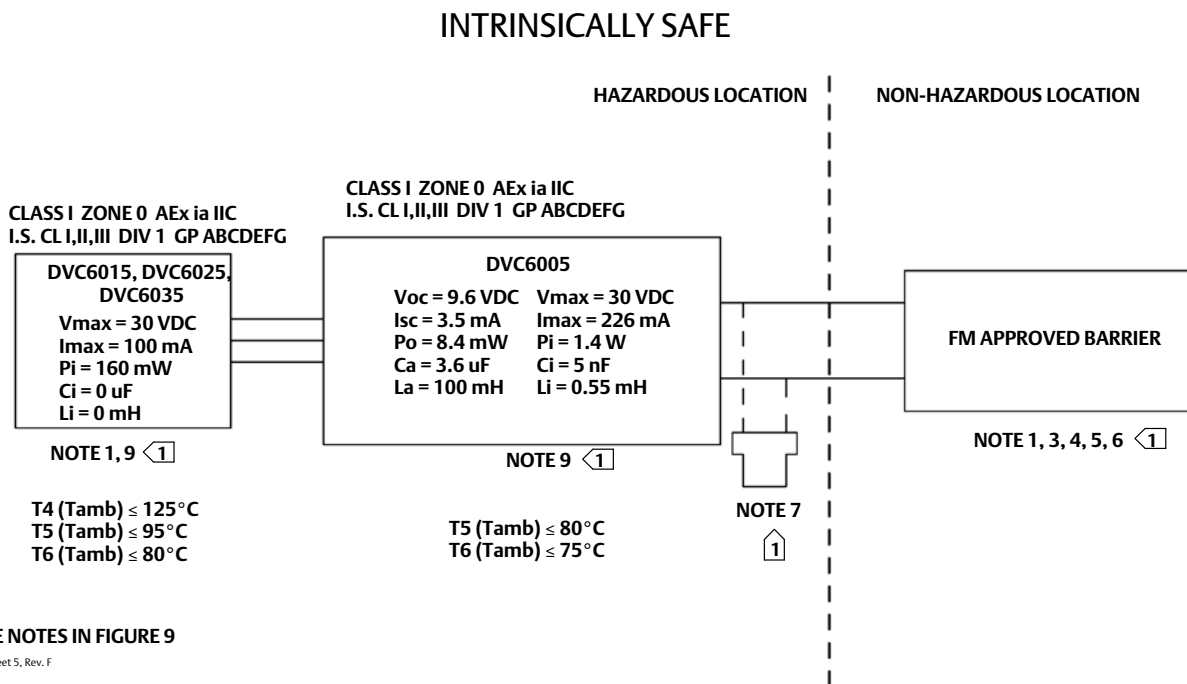 INTRINSICALLY SAFE
HAZARDOUS LOCATION
NON-HAZARDOUS LOCATION
CLASS I ZONE 0 AEx ia IIC
I.S. CL I,II,III DIV 1 GP ABCDEFG
DVC6015, DVC6025,
DVC6035
Vmax = 30 VDC
Imax = 100 mA
Pi = 160 mW
Ci = 0 uF
Li = 0 mH
NOTE 1, 9 1
T4 (Tamb) ≤ 125°C
T5 (Tamb) ≤ 95°C
T6 (Tamb) ≤ 80°C
CLASS I ZONE 0 AEx ia IIC
I.S. CL I,II,III DIV 1 GP ABCDEFG
DVC6005
Voc = 9.6 VDC Vmax = 30 VDC
Isc = 3.5 mA Imax = 226 mA
Po = 8.4 mW Pi = 1.4 W
Ca = 3.6 uF Ci = 5 nF
La = 100 mH Li = 0.55 mH
NOTE 9 1
T5 (Tamb) ≤ 80°C
T6 (Tamb) ≤ 75°C
NOTE 7
1
FM APPROVED BARRIER
NOTE 1, 3, 4, 5, 6 1
E NOTES IN FIGURE 9
eet 5, Rev. F